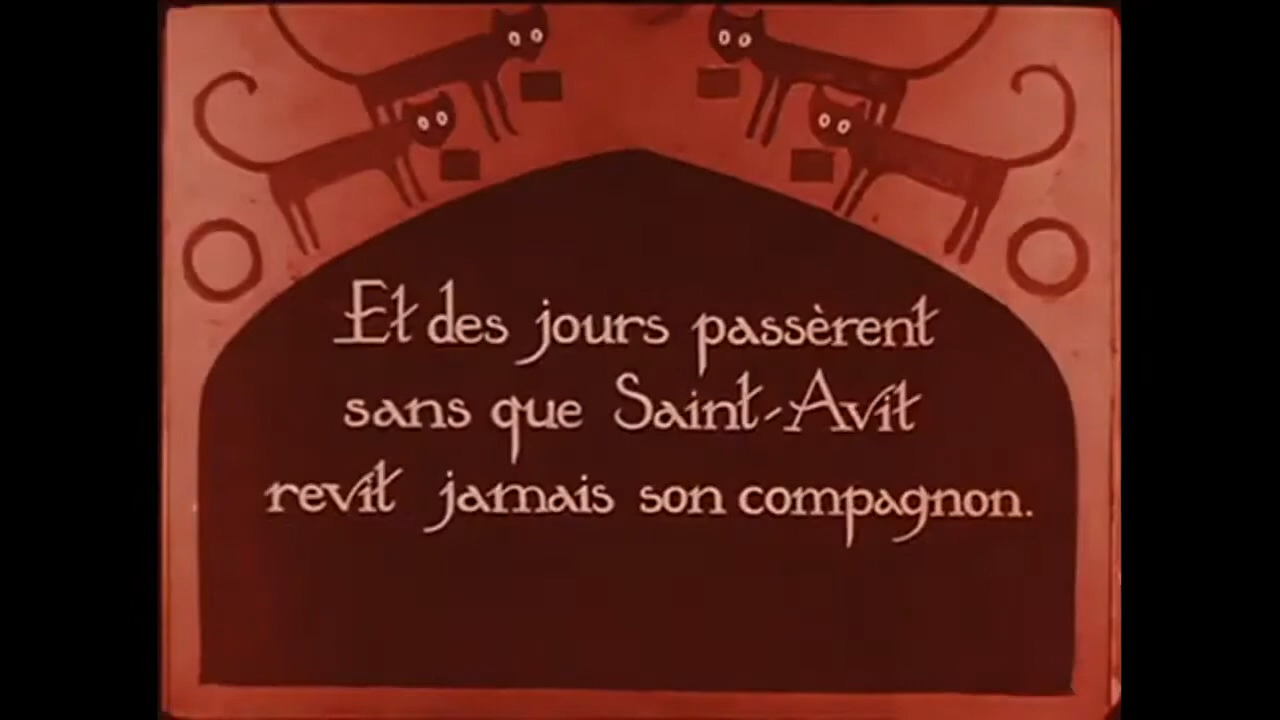 Et des jours passèrent
sans que Saint-Avit
revit jamais son compagnon.